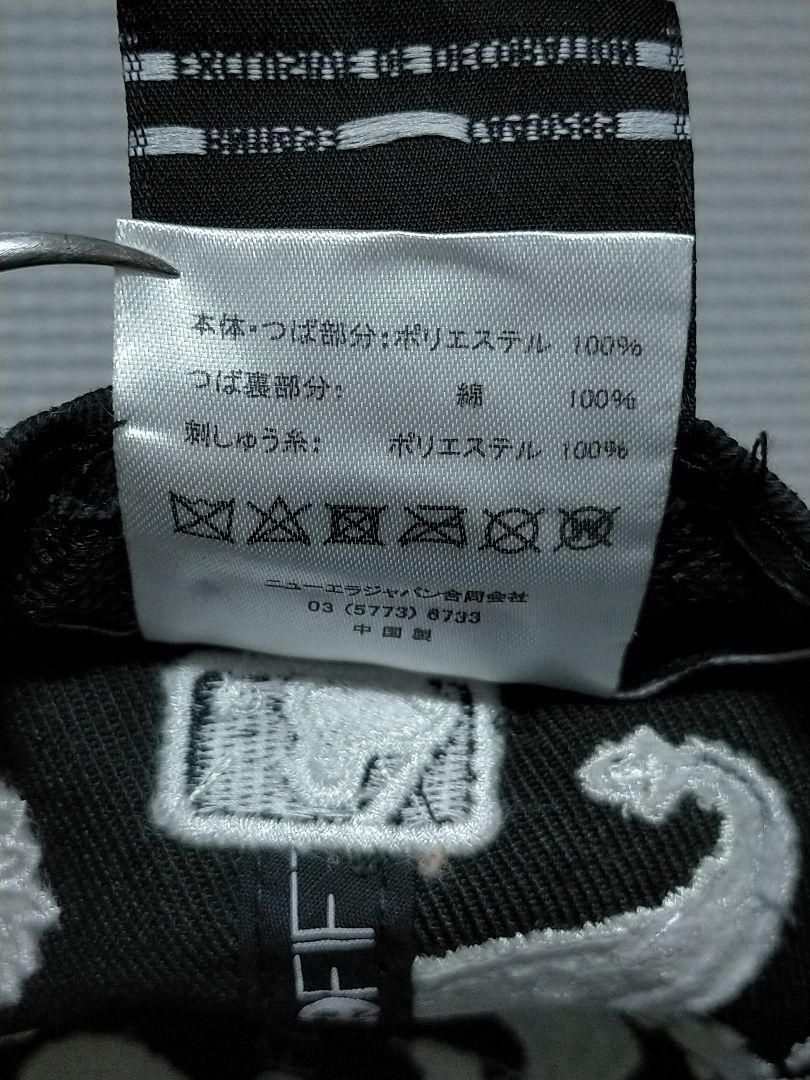 本体・つば部分:ポリエステル 100%
つば裏部分: 綿 100%
刺しゅう糸: ポリエステル 100%
ニューエラジャパン合同会社
03 (5773) 8733
中国製